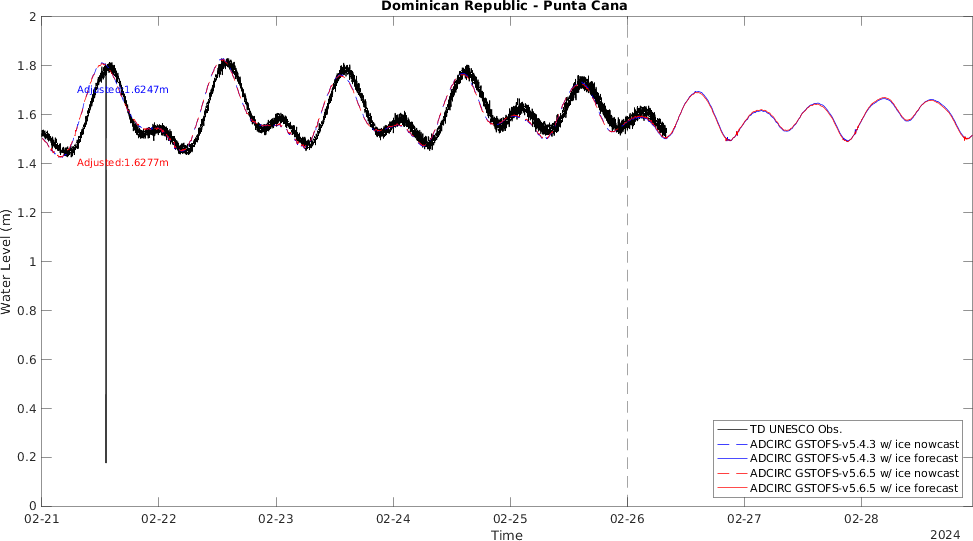 Dominican Republic - Punta Cana
2
1.8
1.6
1.4
1.2
1
0.8
0.6
0.4
0.2
0
Water Level (m)
Adjusted:1.6247m
Adjusted:1.6277m
TD UNESCO Obs.
ADCIRC GSTOFS-v5.4.3 w/ ice nowcast
ADCIRC GSTOFS-v5.4.3 w/ ice forecast
ADCIRC GSTOFS-v5.6.5 w/ ice nowcast
ADCIRC GSTOFS-v5.6.5 w/ ice forecast
02-21 02-22 02-23 02-24 02-25 02-26 02-27 02-28
Time
2024